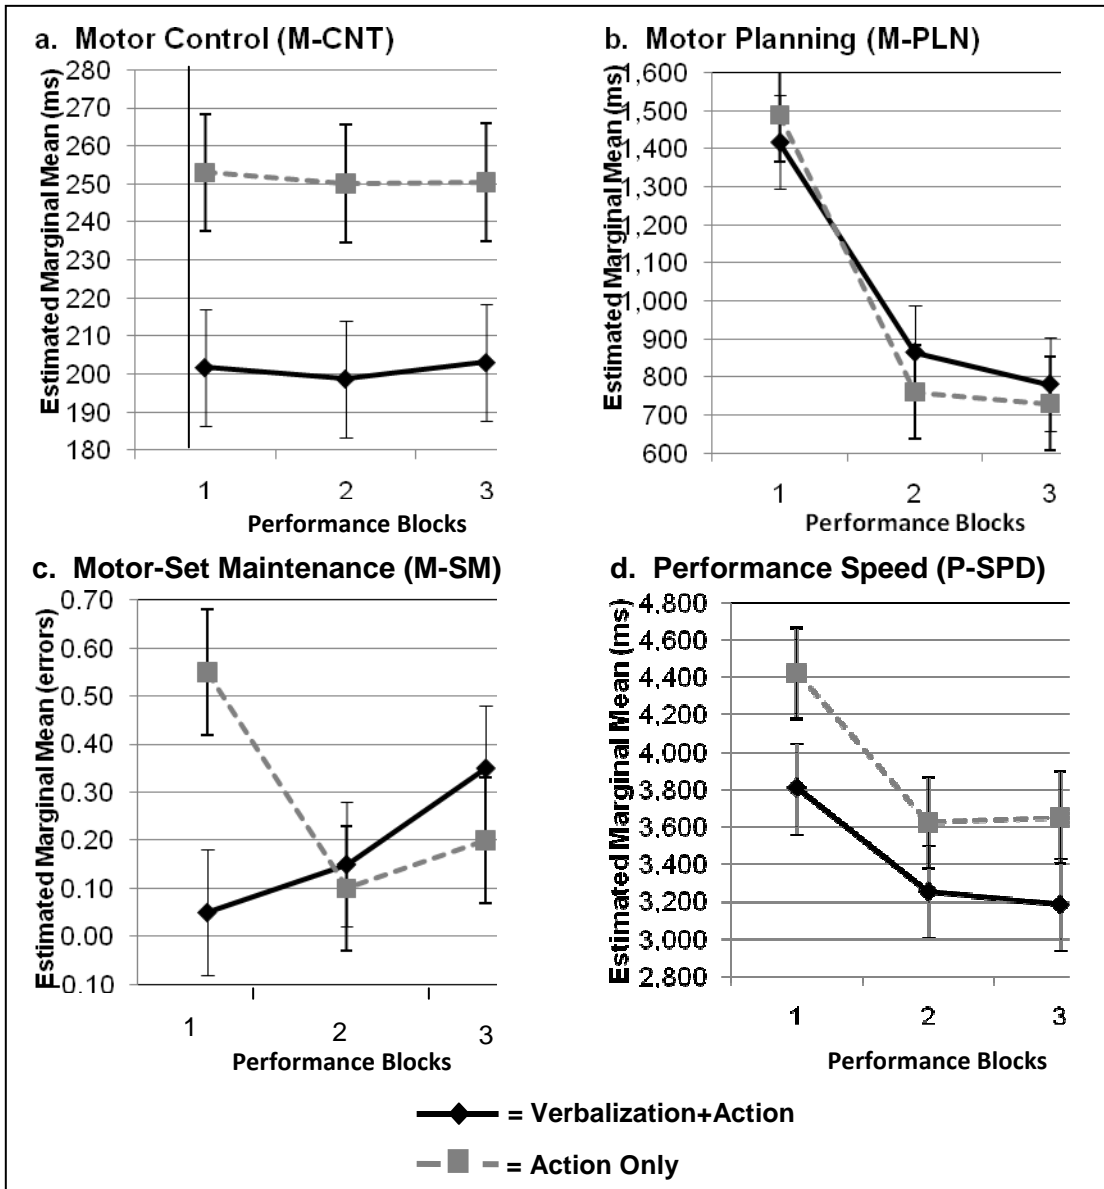 a. Motor Control (M-CNT)
Estimated Marginal Mean (ms)
280
270
260
250
240
230
220
210
200
190
180
1 2 3
Performance Blocks
b. Motor Planning (M-PLN)
Estimated Marginal Mean (ms)
1,600
1,500
1,400
1,300
1,200
1,100
1,000
900
800
700
600
1 2 3
Performance Blocks
c. Motor-Set Maintenance (M-SM)
Estimated Marginal Mean (errors)
0.70
0.60
0.50
0.40
0.30
0.20
0.10
0.00
0.10
1 2 3
Performance Blocks
d. Performance Speed (P-SPD)
Estimated Marginal Mean (ms)
4,800
4,600
4,400
4,200
4,000
3,800
3,600
3,400
3,200
3,000
2,800
1 2 3
Performance Blocks
= Verbalization+Action
= Action Only